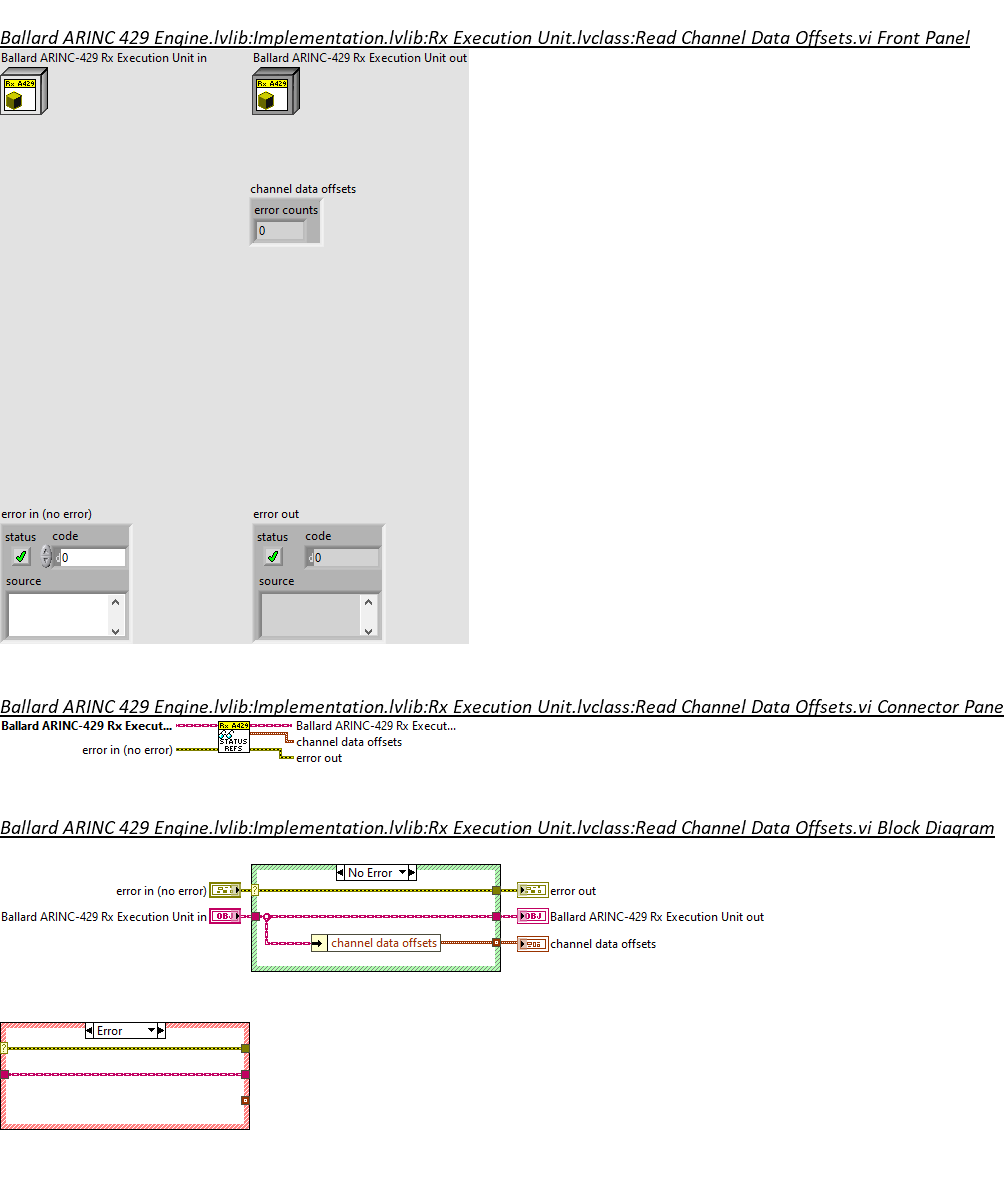 Ballard ARINC 429 Engine.lvlib:Implementation.lvlib:Rx Execution Unit.lvclass:Read Channel Data Offsets.vi Front Panel
Ballard ARINC-429 Rx Execution Unit in
Ballard ARINC-429 Rx Execution Unit out
Rx A429
Rx A429
channel data offsets
error counts
0
error in (no error)
error out
status code
status code
d0
d0
source
source
Ballard ARINC 429 Engine.lvlib:Implementation.lvlib:Rx Execution Unit.lvclass:Read Channel Data Offsets.vi Connector Pane
Ballard ARINC-429 Rx Execut...
Rx A429
Ballard ARINC-429 Rx Execut...
STATUS
REFS
channel data offsets
error in (no error)
error out
Ballard ARINC 429 Engine.lvlib:Implementation.lvlib:Rx Execution Unit.lvclass:Read Channel Data Offsets.vi Block Diagram
No Error
error in (no error)
?
error out
Ballard ARINC-429 Rx Execution Unit in
OBJ
OBJ
Ballard ARINC-429 Rx Execution Unit out
channel data offsets
channel data offsets
Error
?